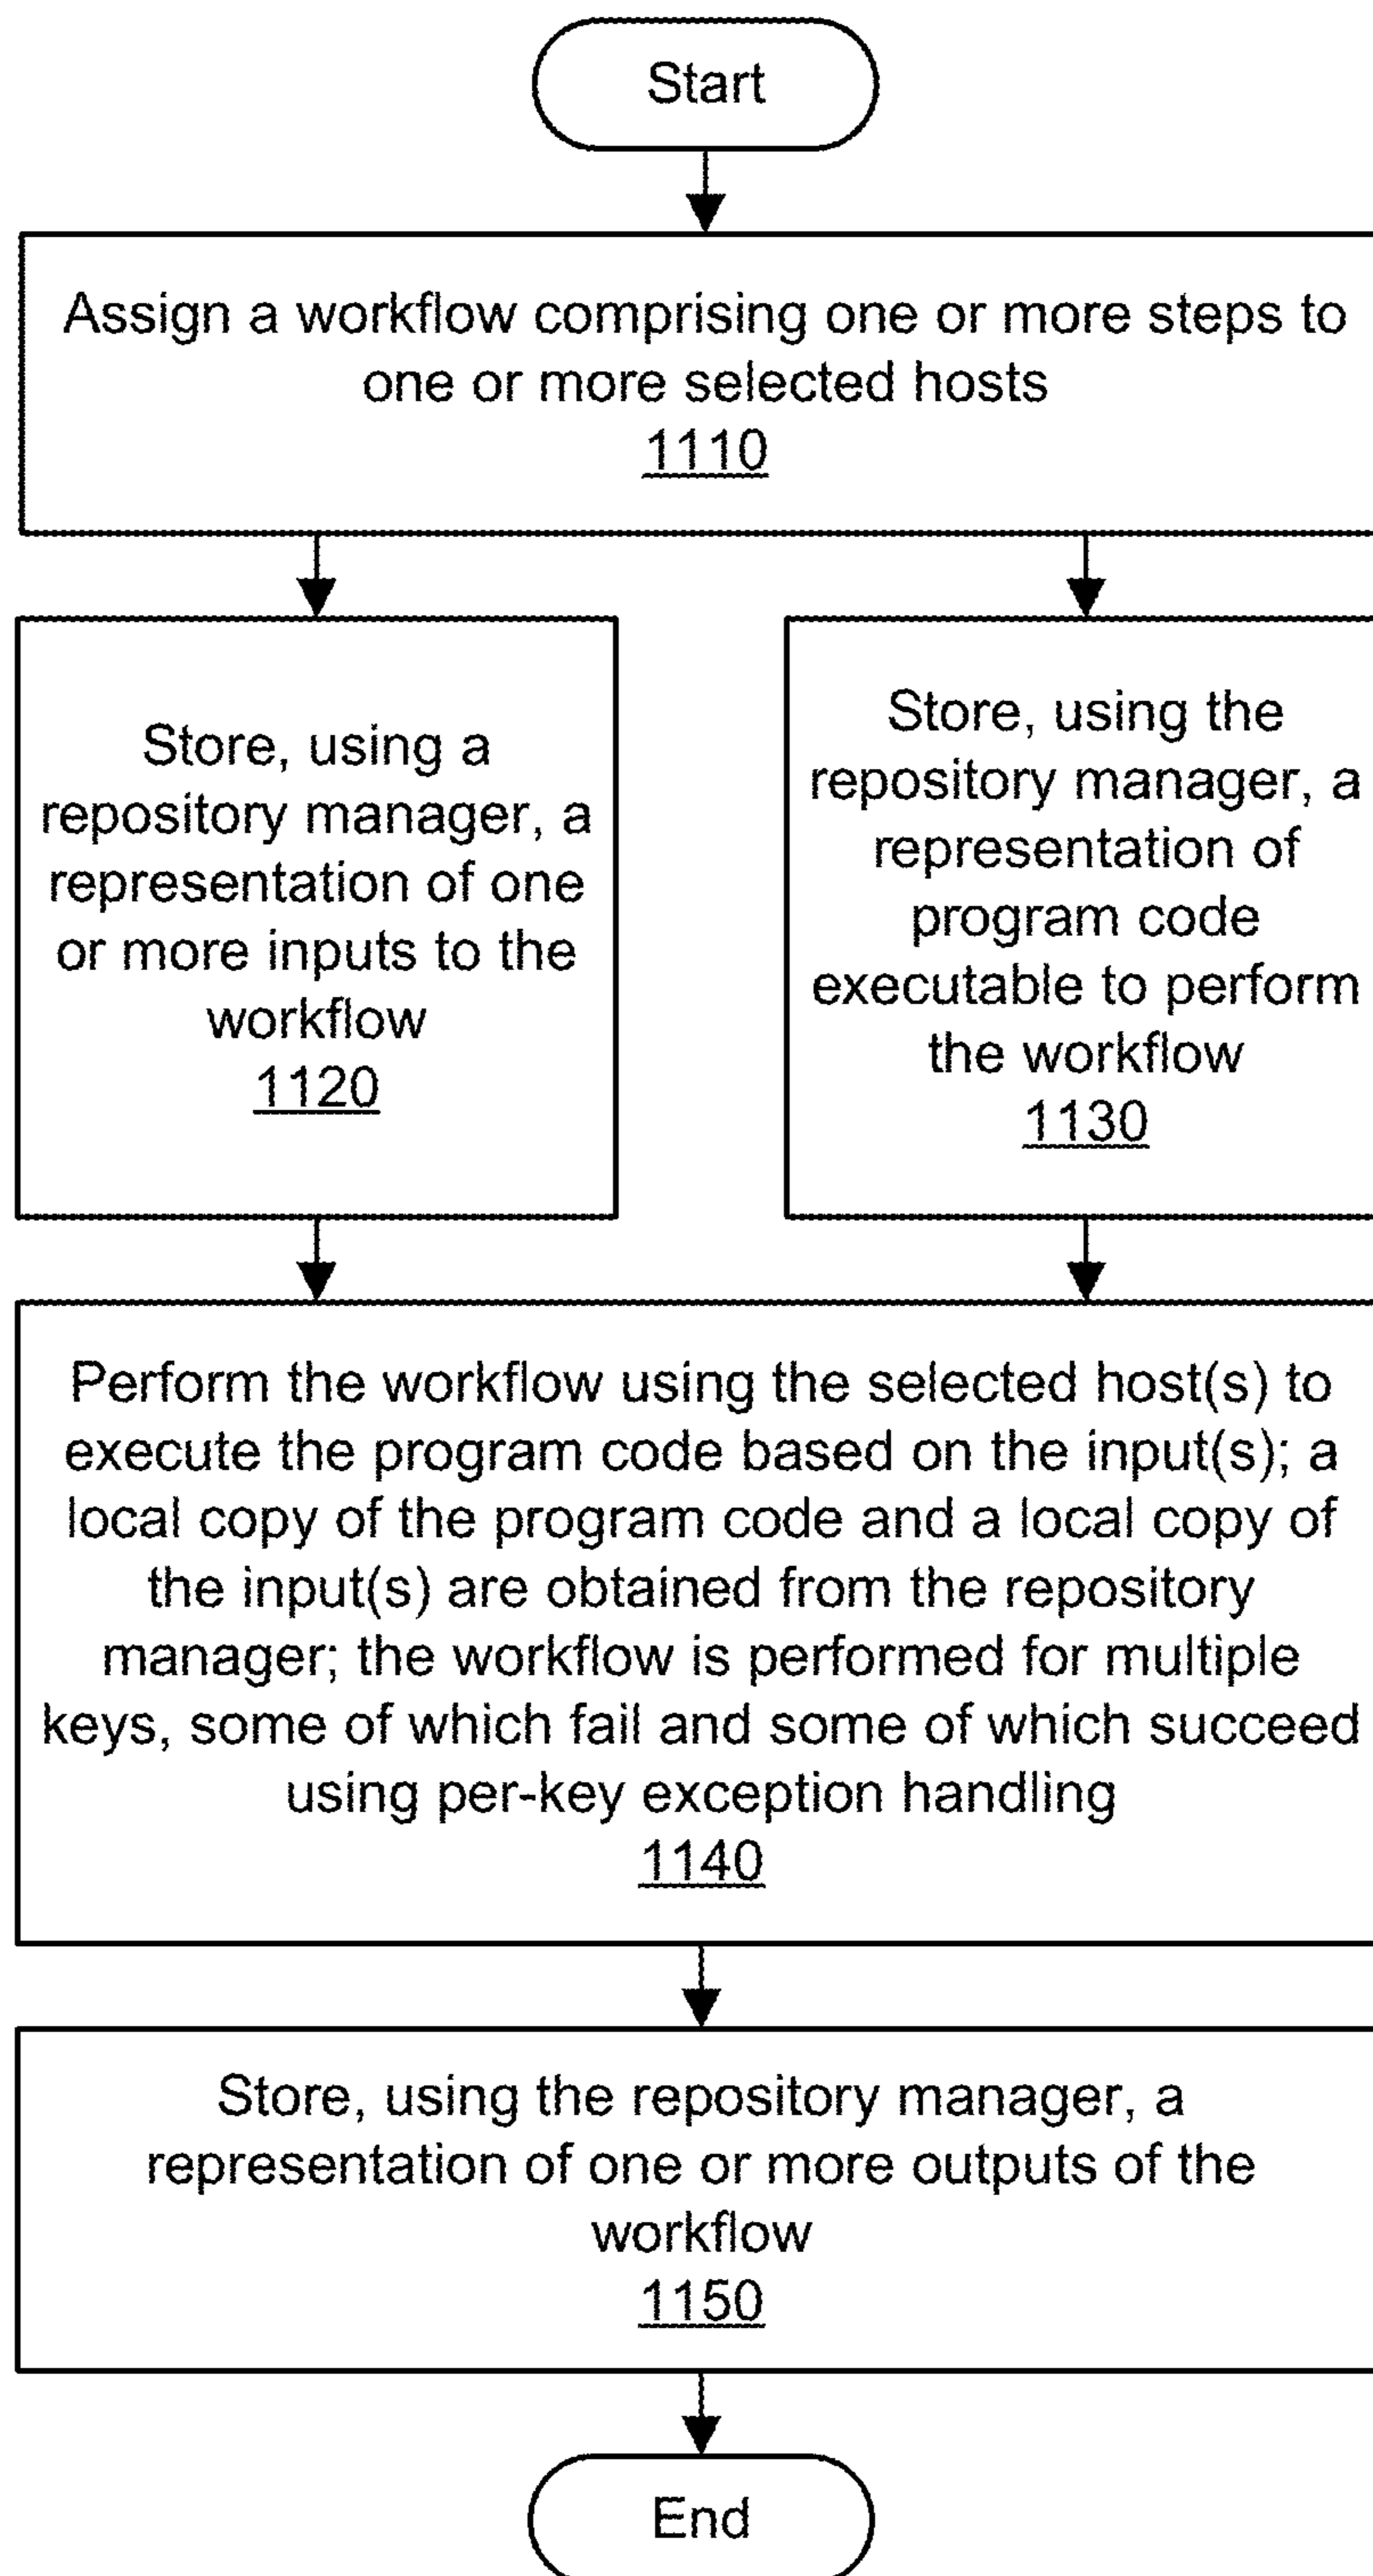 Start
Assign a workflow comprising one or more steps to
one or more selected hosts
1110
Store, using a
repository manager, a
representation of one
or more inputs to the
workflow
1120
Store, using the
repository manager, a
representation of
program code
executable to perform
the workflow
1130
Perform the workflow using the selected host(s) to
execute the program code based on the input(s); a
local copy of the program code and a local copy of
the input(s) are obtained from the repository
manager; the workflow is performed for multiple
keys, some of which fail and some of which succeed
using per-key exception handling
1140
Store, using the repository manager, a
representation of one or more outputs of the
workflow
1150
End